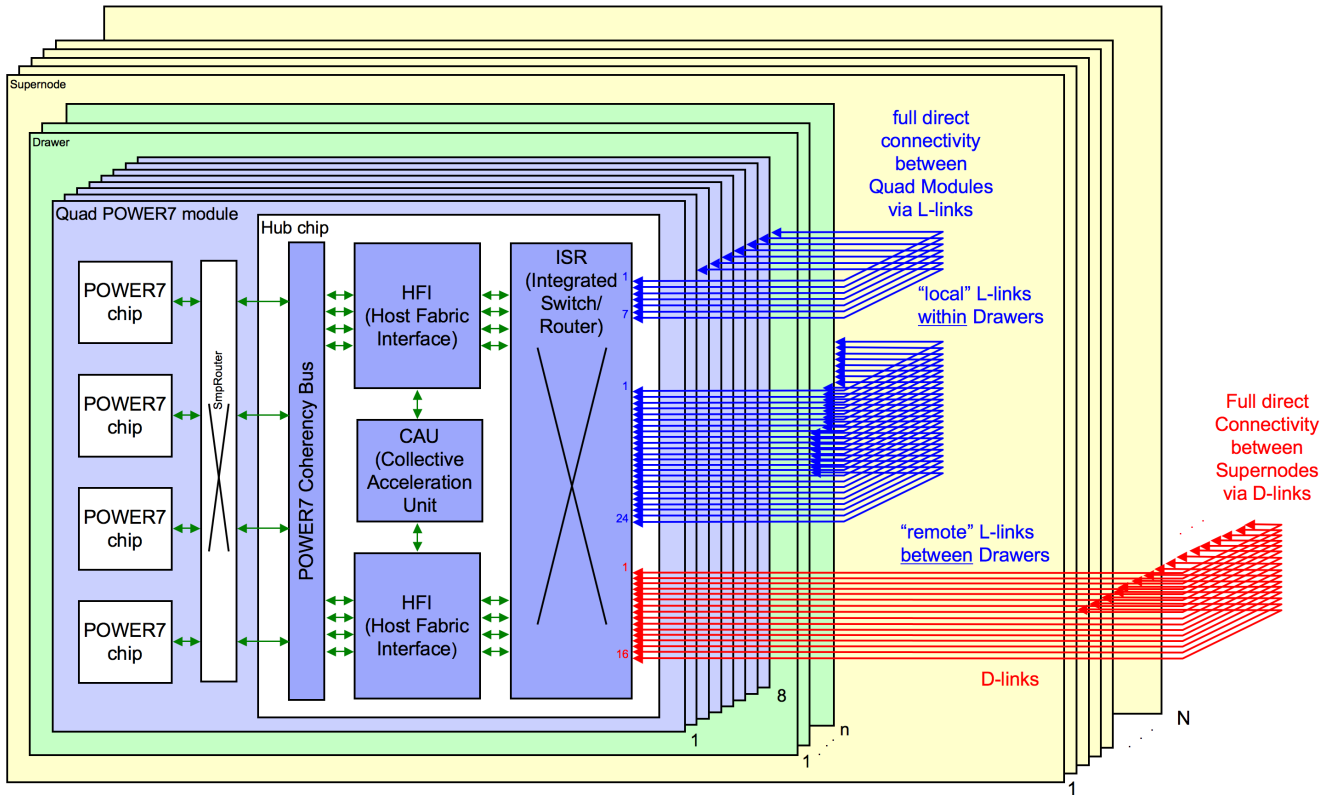 Supernode
Drawer
Quad POWER7 module
Hub chip
POWER7
chip
POWER7
chip
POWER7
chip
POWER7
chip
SmpRouter
POWER7 Coherency Bus
HFI
(Host Fabric
Interface)
CAU
(Collective
Acceleration
Unit
HFI
(Host Fabric
Interface)
ISR
(Integrated
Switch/
Router)
1
7
1
24
1
16
full direct
connectivity
between
Quad Modules
via L-links
“local” L-links
within Drawers
“remote” L-links
between Drawers
Full direct
Connectivity
between
Supernodes
via D-links
D-links
8
1
n
1
N
1